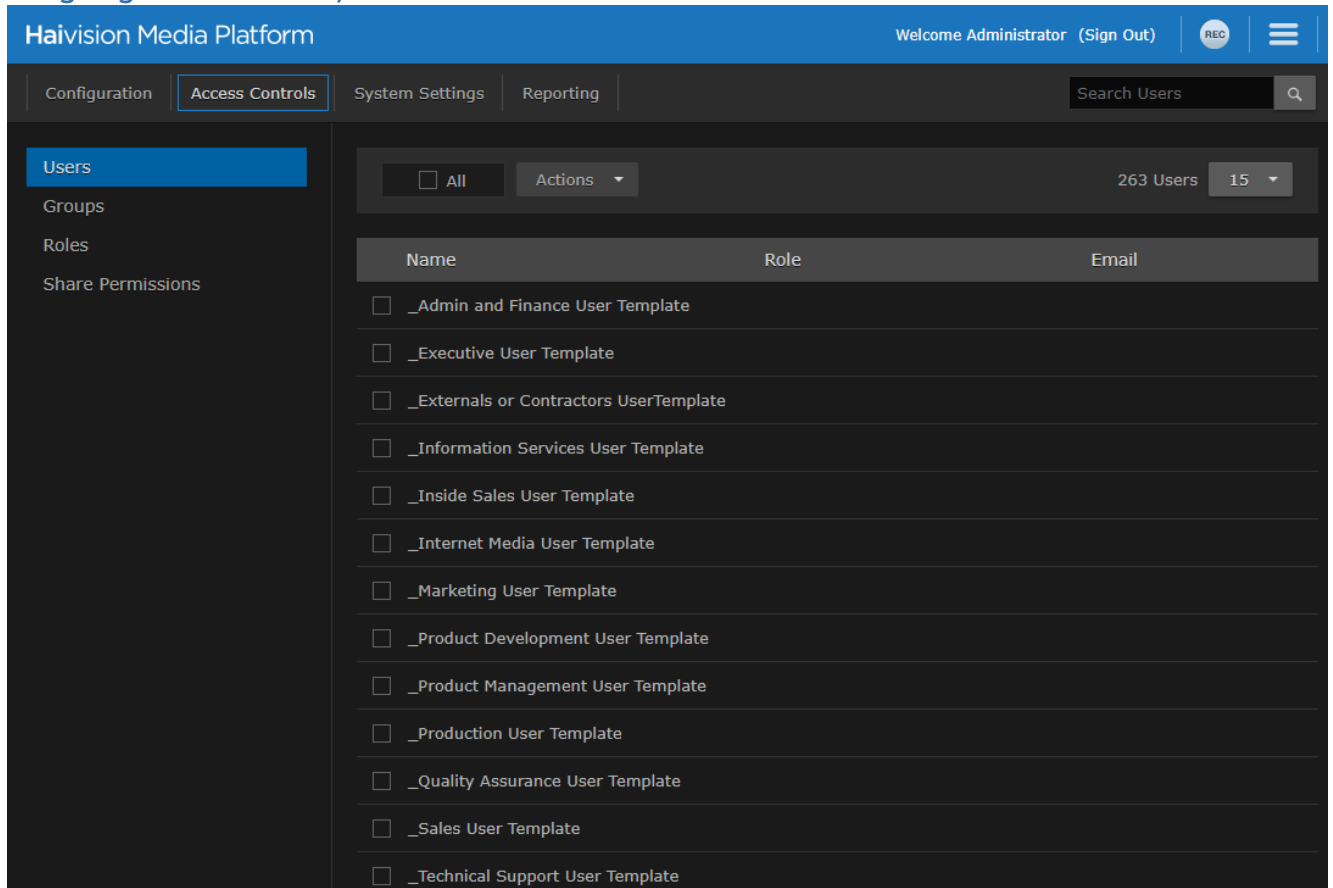 Haivision Media Platform
Welcome Administrator (Sign Out)
REC
Configuration
Access Controls
System Settings
Reporting
Search Users
Users
Groups
Roles
Share Permissions
All
Actions
263 Users
15
Name Role Email
_Admin and Finance User Template
_Executive User Template
_Externals or Contractors UserTemplate
_Information Services User Template
_Inside Sales User Template
_Internet Media User Template
_Marketing User Template
_Product Development User Template
_Product Management User Template
_Production User Template
_Quality Assurance User Template
_Sales User Template
_Technical Support User Template